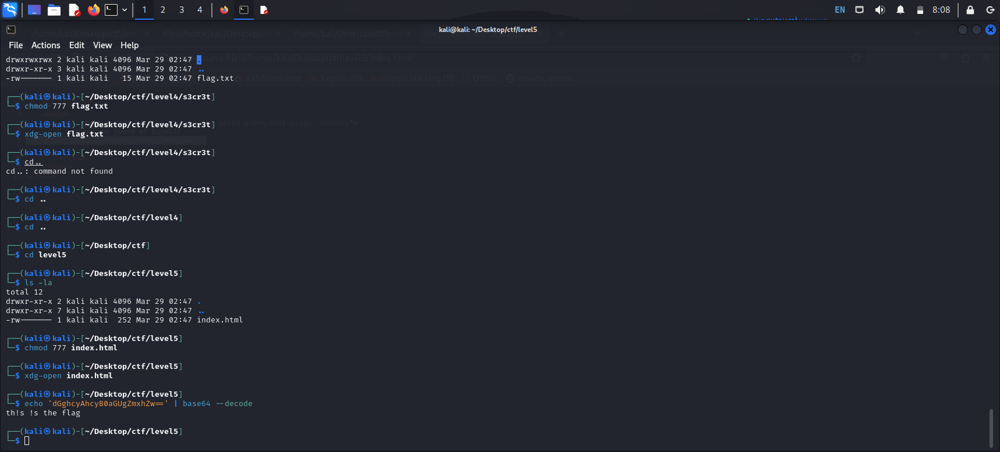 1 2 3 4 EN 8:08
kali@kali: ~/Desktop/ctf/level5
File Actions Edit View Help
drwxrwxrwx 2 kali kali 4096 Mar 29 02:47 .
drwxr-xr-x 3 kali kali 4096 Mar 29 02:47 ..
-rw------- 1 kali kali 15 Mar 29 02:47 flag.txt
┌──(kali㉿kali)-[~/Desktop/ctf/level4/s3cr3t]
└─$ chmod 777 flag.txt
┌──(kali㉿kali)-[~/Desktop/ctf/level4/s3cr3t]
└─$ xdg-open flag.txt
┌──(kali㉿kali)-[~/Desktop/ctf/level4/s3cr3t]
└─$ cd..
cd..: command not found
┌──(kali㉿kali)-[~/Desktop/ctf/level4/s3cr3t]
└─$ cd ..
┌──(kali㉿kali)-[~/Desktop/ctf/level4]
└─$ cd ..
┌──(kali㉿kali)-[~/Desktop/ctf]
└─$ cd level5
┌──(kali㉿kali)-[~/Desktop/ctf/level5]
└─$ ls -la
total 12
drwxr-xr-x 2 kali kali 4096 Mar 29 02:47 .
drwxr-xr-x 7 kali kali 4096 Mar 29 02:47 ..
-rw------- 1 kali kali 252 Mar 29 02:47 index.html
┌──(kali㉿kali)-[~/Desktop/ctf/level5]
└─$ chmod 777 index.html
┌──(kali㉿kali)-[~/Desktop/ctf/level5]
└─$ xdg-open index.html
┌──(kali㉿kali)-[~/Desktop/ctf/level5]
└─$ echo 'dGghcyAhcyB0aGUgZmxhZw==' | base64 --decode
th!s !s the flag
┌──(kali㉿kali)-[~/Desktop/ctf/level5]
└─$